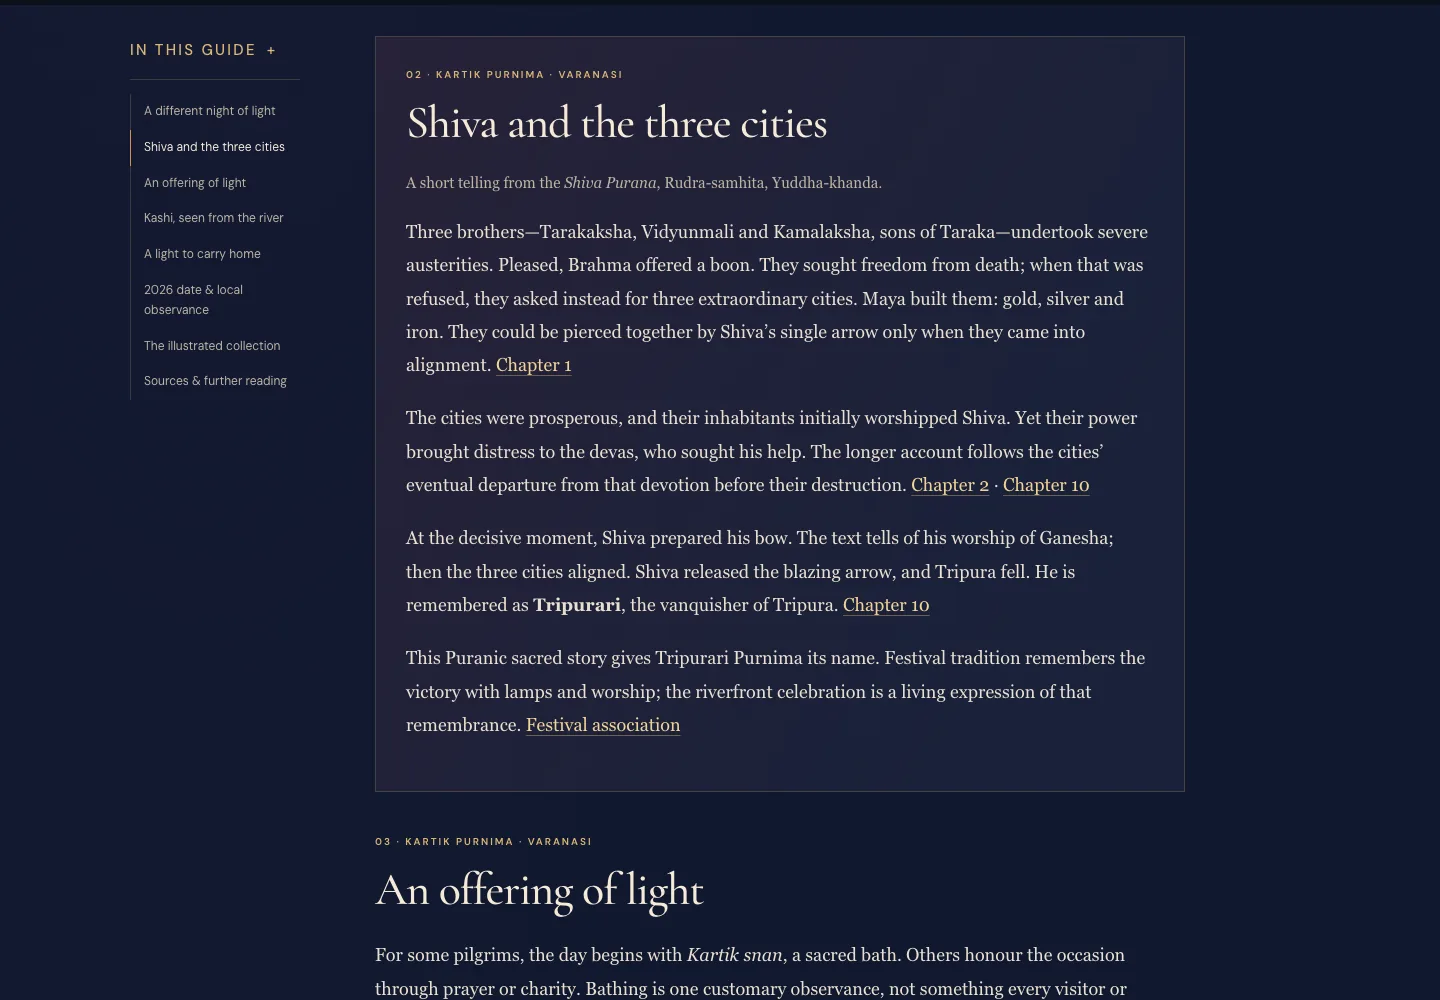 IN THIS GUIDE +
A different night of light
Shiva and the three cities
An offering of light
Kashi, seen from the river
A light to carry home
2026 date & local
observance
The illustrated collection
Sources & further reading
02 · KARTIK PURNIMA · VARANASI
Shiva and the three cities
A short telling from the Shiva Purana, Rudra-samhita, Yuddha-khanda.
Three brothers—Tarakaksha, Vidyunmali and Kamalaksha, sons of Taraka—undertook severe
austerities. Pleased, Brahma offered a boon. They sought freedom from death; when that was
refused, they asked instead for three extraordinary cities. Maya built them: gold, silver and
iron. They could be pierced together by Shiva’s single arrow only when they came into
alignment. Chapter 1
The cities were prosperous, and their inhabitants initially worshipped Shiva. Yet their power
brought distress to the devas, who sought his help. The longer account follows the cities’
eventual departure from that devotion before their destruction. Chapter 2 · Chapter 10
At the decisive moment, Shiva prepared his bow. The text tells of his worship of Ganesha;
then the three cities aligned. Shiva released the blazing arrow, and Tripura fell. He is
remembered as Tripurari, the vanquisher of Tripura. Chapter 10
This Puranic sacred story gives Tripurari Purnima its name. Festival tradition remembers the
victory with lamps and worship; the riverfront celebration is a living expression of that
remembrance. Festival association
03 · KARTIK PURNIMA · VARANASI
An offering of light
For some pilgrims, the day begins with Kartik snan, a sacred bath. Others honour the occasion
through prayer or charity. Bathing is one customary observance, not something every visitor or